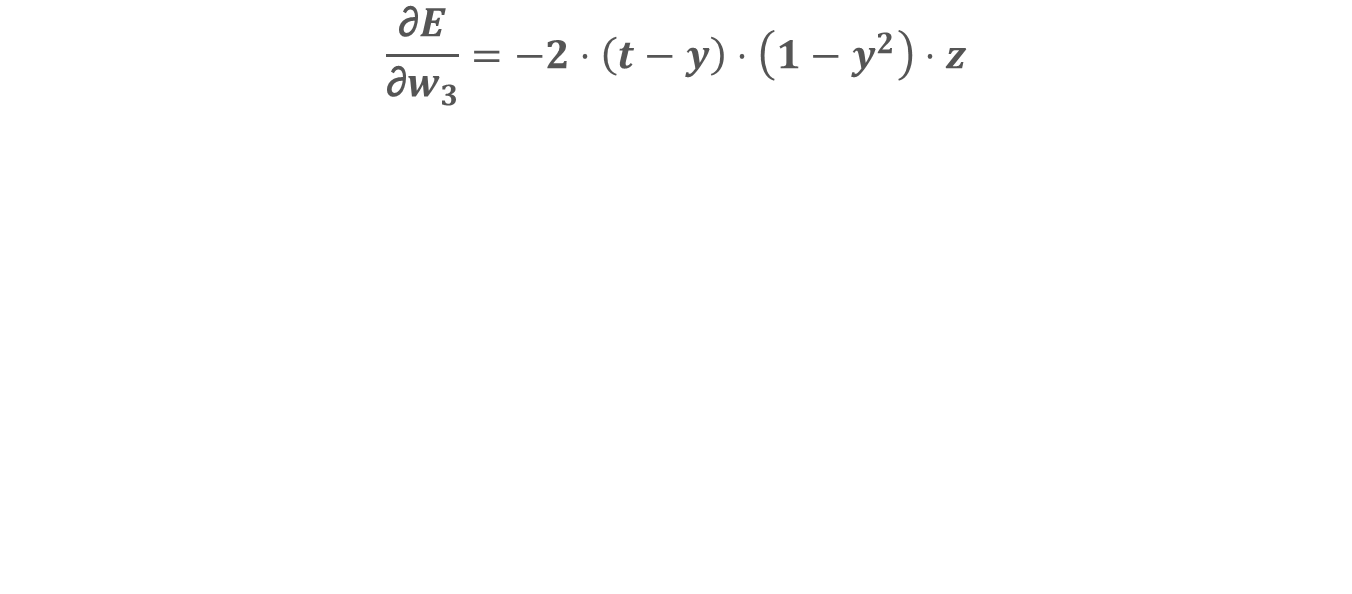 ∂E/∂w₃ = −2 · (t − y) · (1 − y²) · z